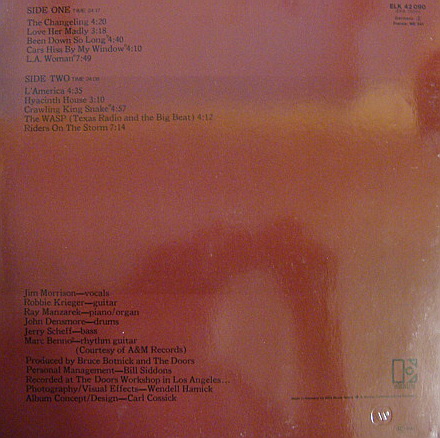 SIDE ONE TIME
The Changeling 4:20
Love Her Madly 3:18
Been Down So Long 4:40
Cars Hiss By My Window 4:10
L.A. Woman 7:49
SIDE TWO TIME
L'America 4:35
Hyacinth House 3:10
Crawling King Snake 4:57
The WASP (Texas Radio and the Big Beat) 4:12
Riders On The Storm 7:14
ELK 42 090
Jim Morrison—vocals
Robbie Krieger—guitar
Ray Manzarek—piano/organ
John Densmore—drums
Jerry Scheff—bass
Marc Benno—rhythm guitar
(Courtesy of A&M Records)
Produced by Bruce Botnick and The Doors
Personal Management—Bill Siddons
Recorded at The Doors Workshop in Los Angeles...
Photography/Visual Effects—Wendell Hamick
Album Concept/Design—Carl Cossick